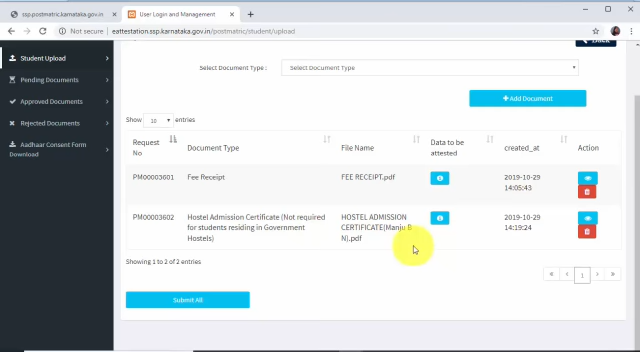 ssp.postmatric.karnataka.gov.in
User Login and Management
Not secure | eattestation.ssp.karnataka.gov.in/postmatric/student/upload
Student Upload
Pending Documents
Approved Documents
Rejected Documents
Aadhaar Consent Form
Download
Back
Select Document Type :
Select Document Type
+Add Document
Show 10 entries
Request
No
Document Type
File Name
Data to be
attested
created_at
Action
PM00003601
Fee Receipt
FEE RECEIPT.pdf
2019-10-29
14:05:43
PM00003602
Hostel Admission Certificate (Not required
for students residing in Government
Hostels)
HOSTEL ADMISSION
CERTIFICATE(Manju B
N).pdf
2019-10-29
14:19:24
Showing 1 to 2 of 2 entries
« ‹ 1 › »
Submit All